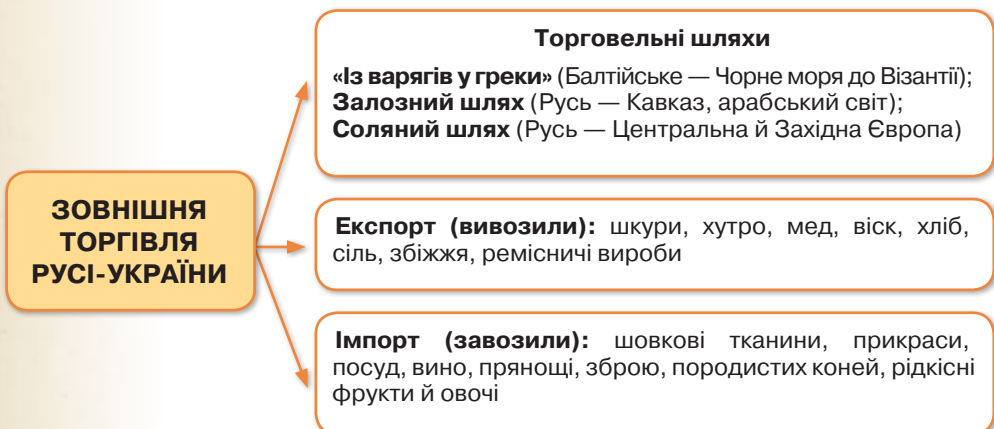 ЗОВНІШНЯ
ТОРГІВЛЯ
РУСІ-УКРАЇНИ
Торговельні шляхи
«Із варягів у греки» (Балтійське — Чорне моря до Візантії);
Залозний шлях (Русь — Кавказ, арабський світ);
Соляний шлях (Русь — Центральна й Західна Європа)
Експорт (вивозили): шкури, хутро, мед, віск, хліб,
сіль, збіжжя, ремісничі вироби
Імпорт (завозили): шовкові тканини, прикраси,
посуд, вино, прянощі, зброю, породистих коней, рідкісні
фрукти й овочі